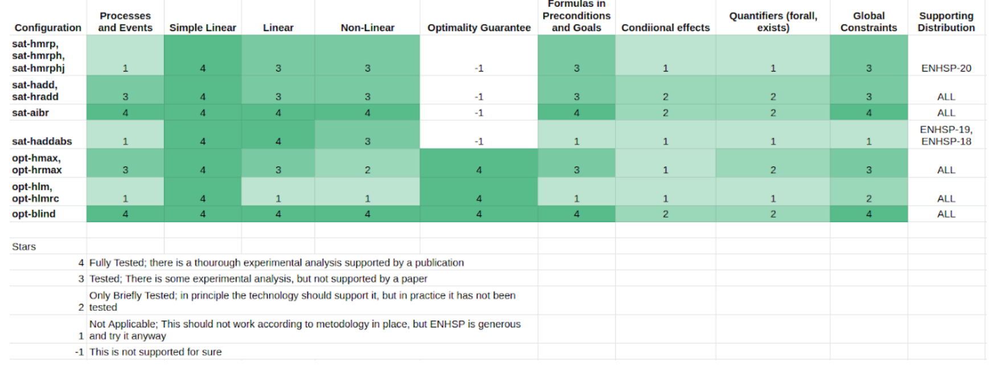 Formulas in
Processes Preconditions Quantifiers (forall, Global Supporting
Configuration and Events Simple Linear Linear Non-Linear Optimality Guarantee and Goals Condiional effects exists) Constraints Distribution
sat-hmrp,
sat-hmrph,
sat-hmrphj 1 4 3 3 -1 3 1 1 3 ENHSP-20
sat-hadd,
sat-hradd 3 4 3 3 -1 3 2 2 3 ALL
sat-aibr 4 4 4 4 -1 4 2 2 4 ALL
ENHSP-19,
sat-haddabs 1 4 4 3 -1 1 1 1 1 ENHSP-18
opt-hmax,
opt-hrmax 3 4 3 2 4 3 1 2 3 ALL
opt-hlm,
opt-hlmrc 1 4 1 1 4 1 1 1 2 ALL
opt-blind 4 4 4 4 4 4 2 2 4 ALL
Stars
4 Fully Tested; there is a thourough experimental analysis supported by a publication
3 Tested; There is some experimental analysis, but not supported by a paper
Only Briefly Tested; in principle the technology should support it, but in practice it has not been
2 tested
Not Applicable; This should not work according to metodology in place, but ENHSP is generous
1 and try it anyway
-1 This is not supported for sure